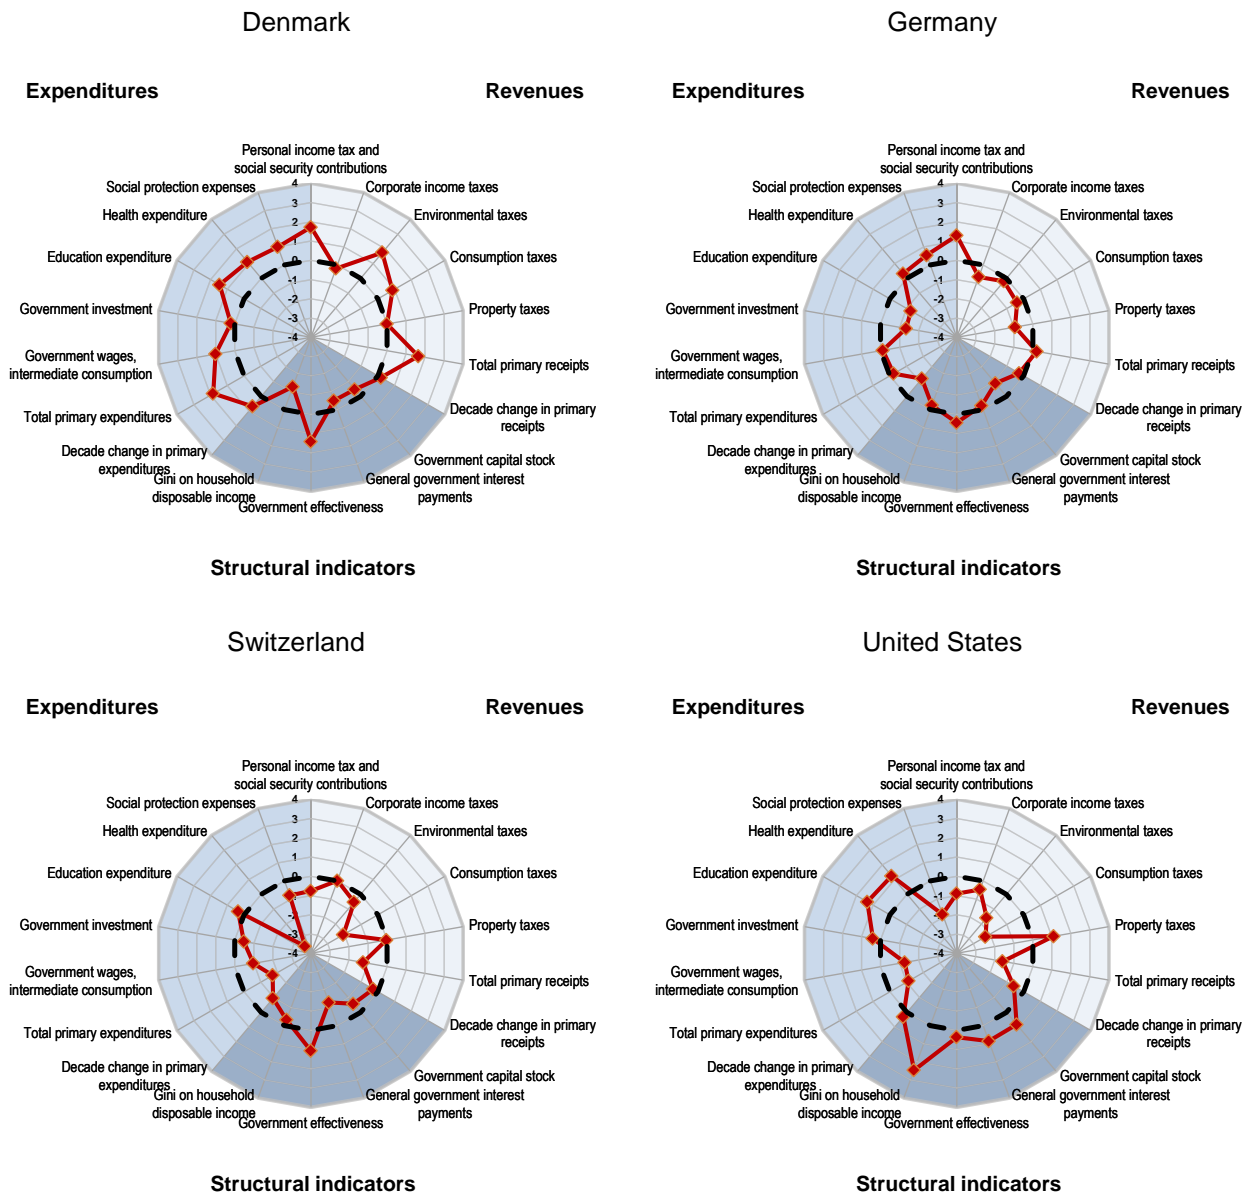 Denmark
Expenditures
Revenues
Personal income tax and
social security contributions
Social protection expenses
Corporate income taxes
Health expenditure
Environmental taxes
Education expenditure
Consumption taxes
Government investment
Property taxes
Government wages,
intermediate consumption
Total primary receipts
Total primary expenditures
Decade change in primary
receipts
Decade change in primary
expenditures
Government capital stock
Gini on household
disposable income
General government interest
payments
Government effectiveness
4
3
2
1
0
-1
-2
-3
-4
Structural indicators
Germany
Expenditures
Revenues
Personal income tax and
social security contributions
Social protection expenses
Corporate income taxes
Health expenditure
Environmental taxes
Education expenditure
Consumption taxes
Government investment
Property taxes
Government wages,
intermediate consumption
Total primary receipts
Total primary expenditures
Decade change in primary
receipts
Decade change in primary
expenditures
Government capital stock
Gini on household
disposable income
General government interest
payments
Government effectiveness
4
3
2
1
0
-1
-2
-3
-4
Structural indicators
Switzerland
Expenditures
Revenues
Personal income tax and
social security contributions
Social protection expenses
Corporate income taxes
Health expenditure
Environmental taxes
Education expenditure
Consumption taxes
Government investment
Property taxes
Government wages,
intermediate consumption
Total primary receipts
Total primary expenditures
Decade change in primary
receipts
Decade change in primary
expenditures
Government capital stock
Gini on household
disposable income
General government interest
payments
Government effectiveness
4
3
2
1
0
-1
-2
-3
-4
Structural indicators
United States
Expenditures
Revenues
Personal income tax and
social security contributions
Social protection expenses
Corporate income taxes
Health expenditure
Environmental taxes
Education expenditure
Consumption taxes
Government investment
Property taxes
Government wages,
intermediate consumption
Total primary receipts
Total primary expenditures
Decade change in primary
receipts
Decade change in primary
expenditures
Government capital stock
Gini on household
disposable income
General government interest
payments
Government effectiveness
4
3
2
1
0
-1
-2
-3
-4
Structural indicators